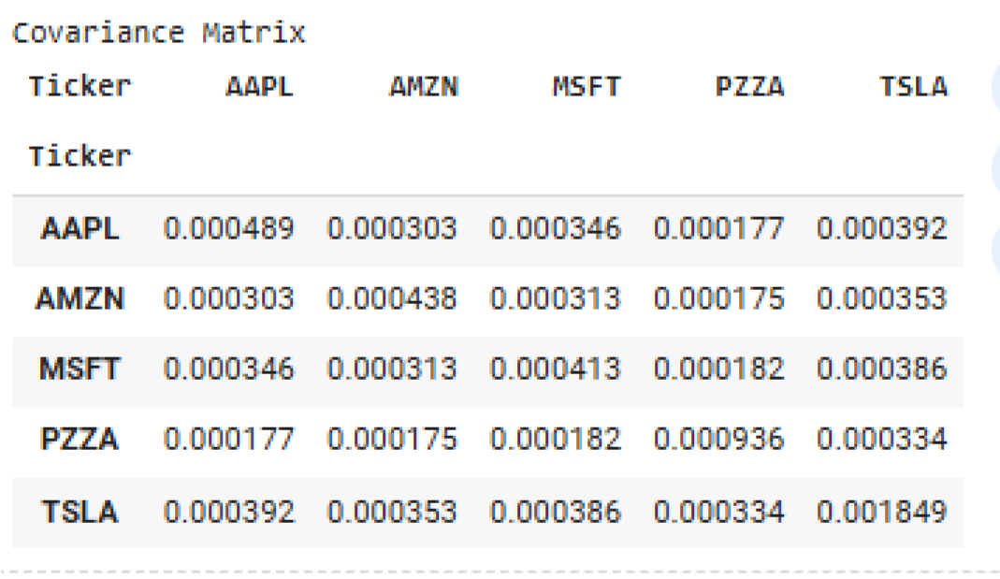 Covariance Matrix
Ticker AAPL AMZN MSFT PZZA TSLA
Ticker
AAPL 0.000489 0.000303 0.000346 0.000177 0.000392
AMZN 0.000303 0.000438 0.000313 0.000175 0.000353
MSFT 0.000346 0.000313 0.000413 0.000182 0.000386
PZZA 0.000177 0.000175 0.000182 0.000936 0.000334
TSLA 0.000392 0.000353 0.000386 0.000334 0.001849